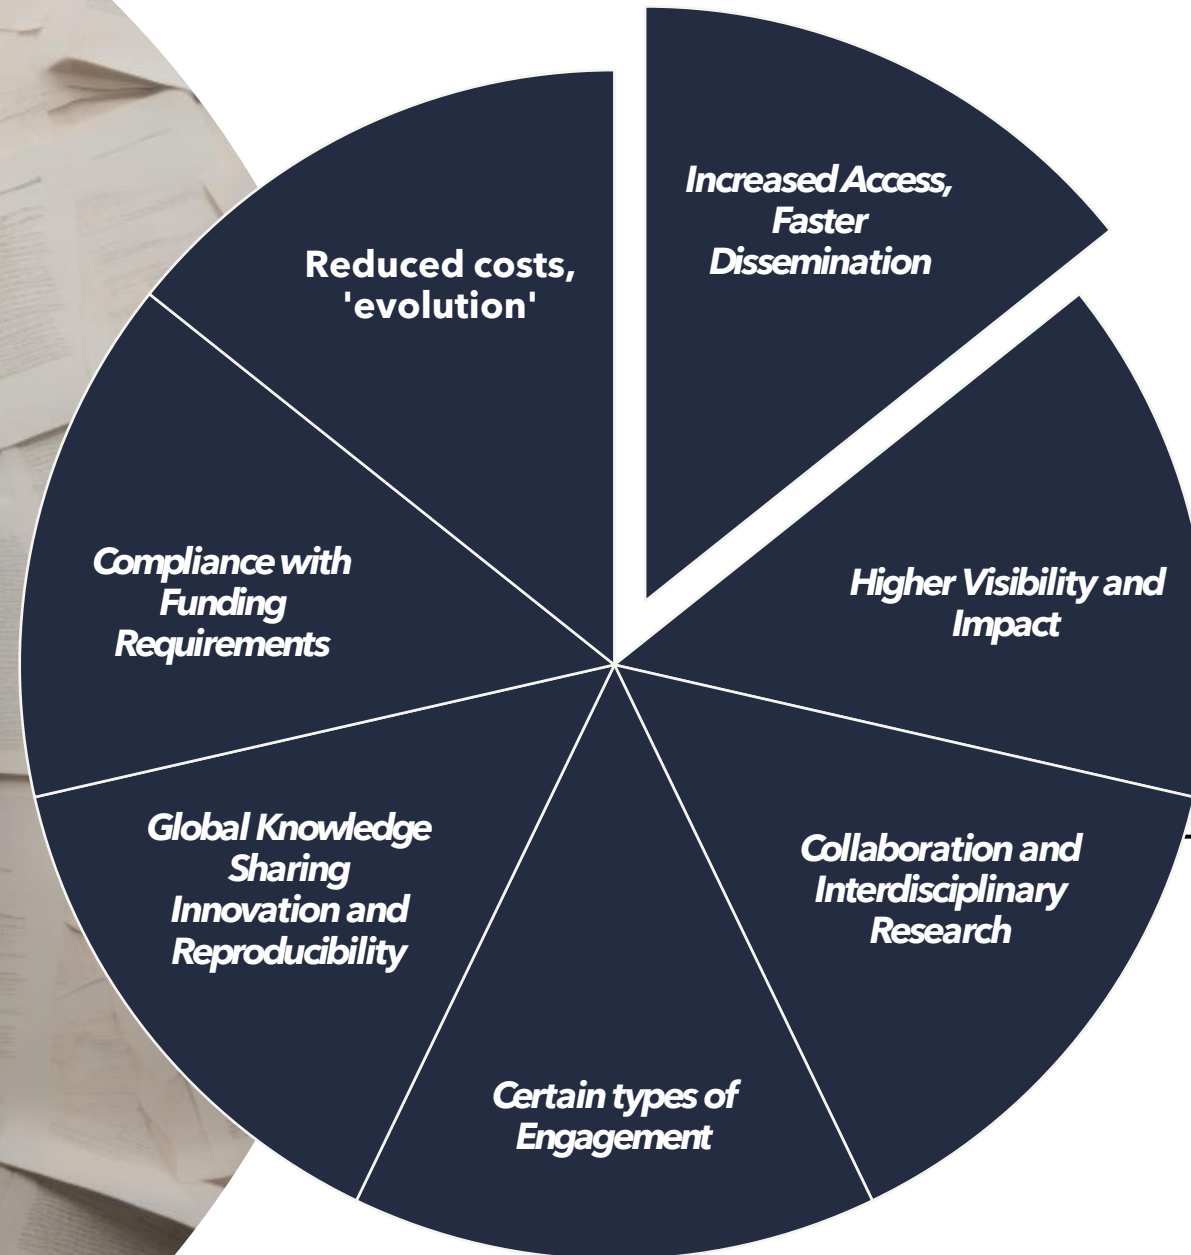 Increased Access,
Faster
Dissemination
Higher Visibility and
Impact
Collaboration and
Interdisciplinary
Research
Certain types of
Engagement
Global Knowledge
Sharing
Innovation and
Reproducibility
Compliance with
Funding
Requirements
Reduced costs,
'evolution'